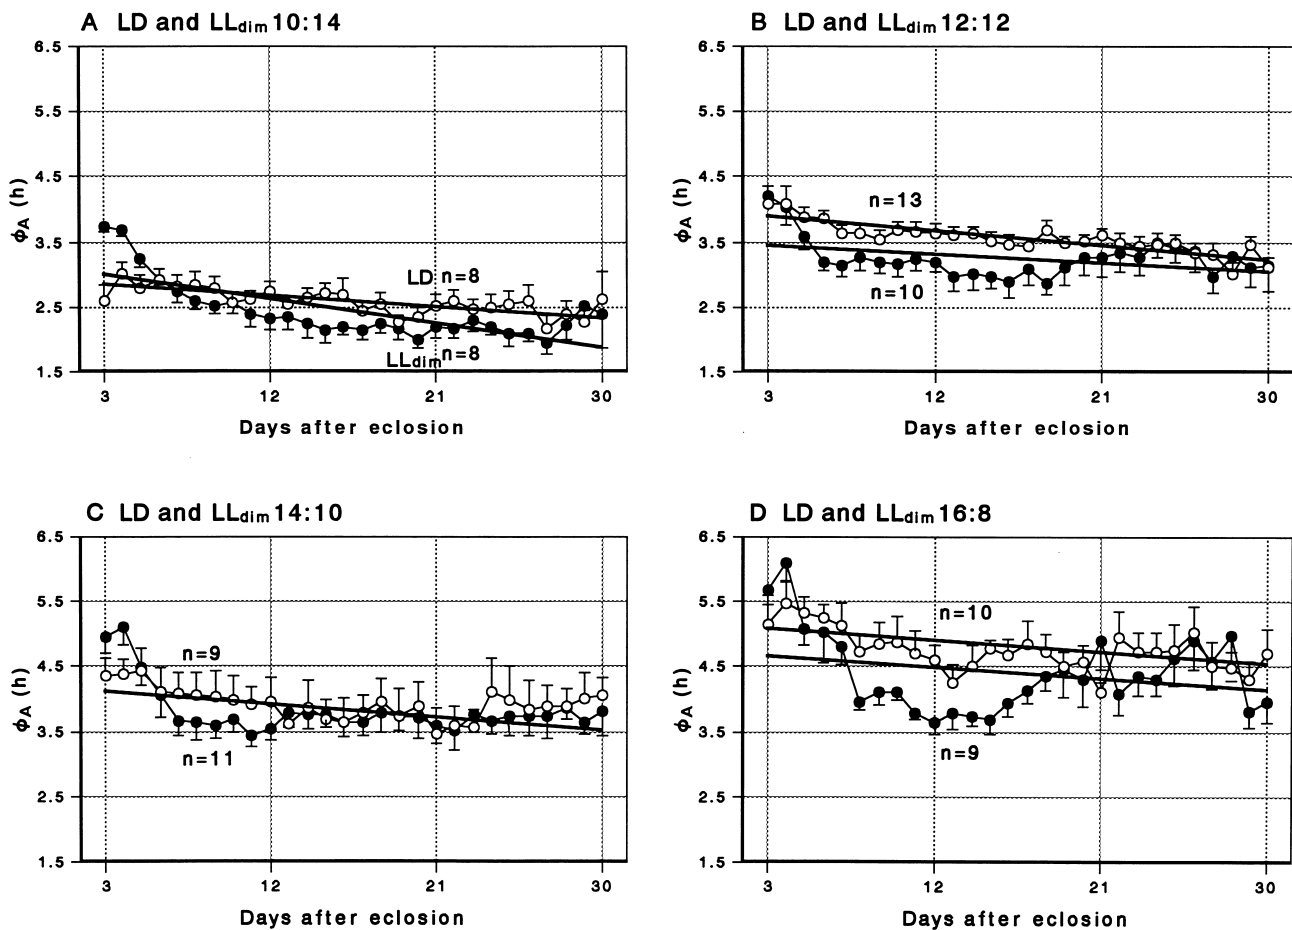 A LD and LLdim 10:14
6.5
5.5
4.5
3.5
2.5
1.5
ϕA (h)
LD n=8
LLdim n=8
3 12 21 30
Days after eclosion
B LD and LLdim 12:12
6.5
5.5
4.5
3.5
2.5
1.5
ϕA (h)
n=13
n=10
3 12 21 30
Days after eclosion
C LD and LLdim 14:10
6.5
5.5
4.5
3.5
2.5
1.5
ϕA (h)
n=9
n=11
3 12 21 30
Days after eclosion
D LD and LLdim 16:8
6.5
5.5
4.5
3.5
2.5
1.5
ϕA (h)
n=10
n=9
3 12 21 30
Days after eclosion